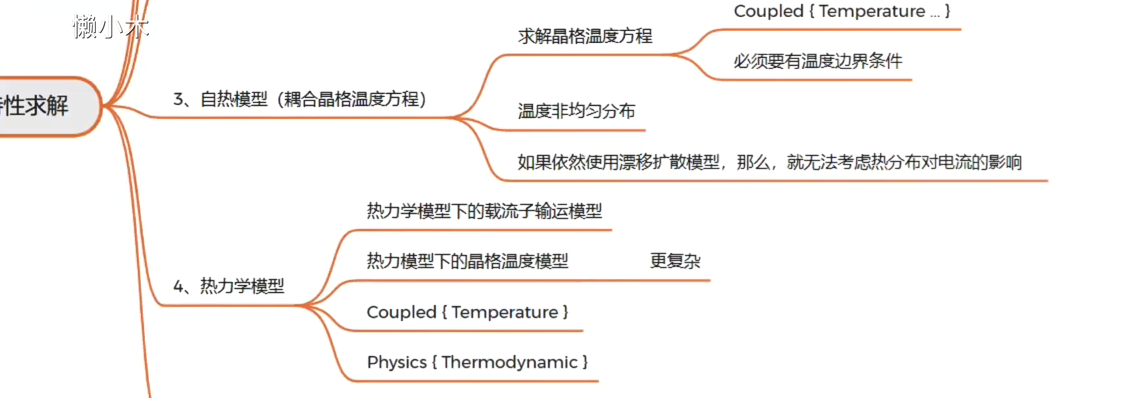 懒小木
Coupled { Temperature ... }
求解晶格温度方程
必须要有温度边界条件
3、自热模型（耦合晶格温度方程）
性求解
温度非均匀分布
如果依然使用漂移扩散模型，那么，就无法考虑热分布对电流的影响
热力学模型下的载流子输运模型
热力模型下的晶格温度模型 更复杂
4、热力学模型
Coupled { Temperature }
Physics { Thermodynamic }